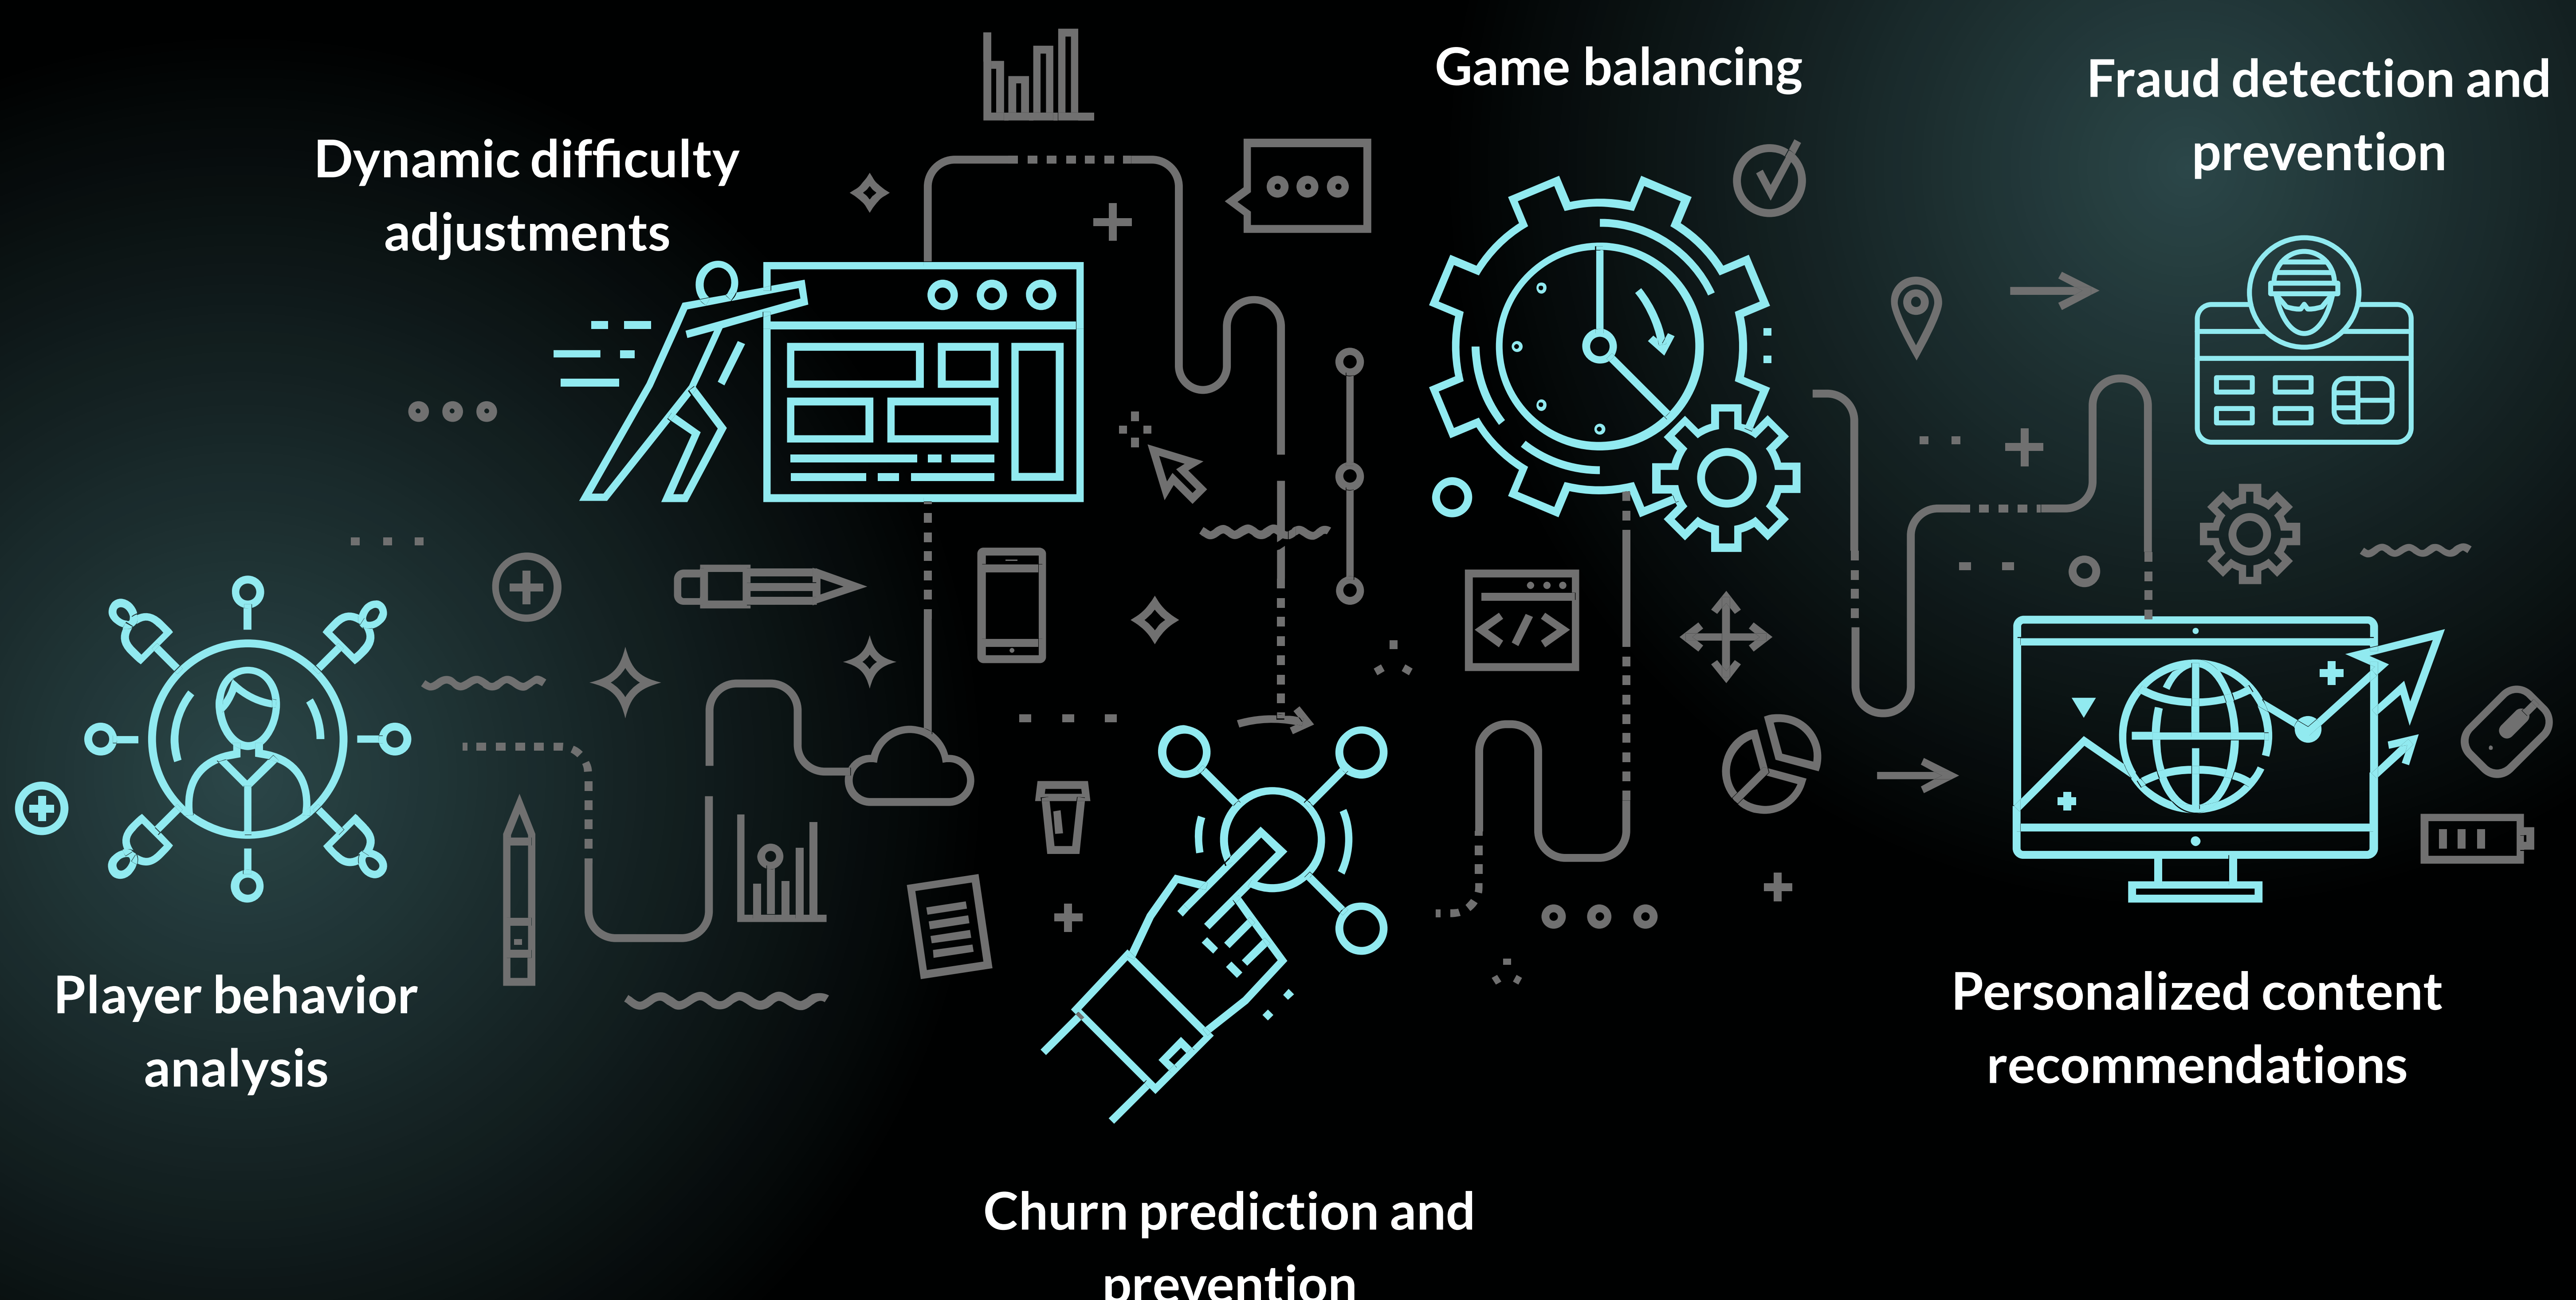 Game balancing
Fraud detection and
prevention
Dynamic difficulty
adjustments
Player behavior
analysis
Personalized content
recommendations
Churn prediction and
prevention